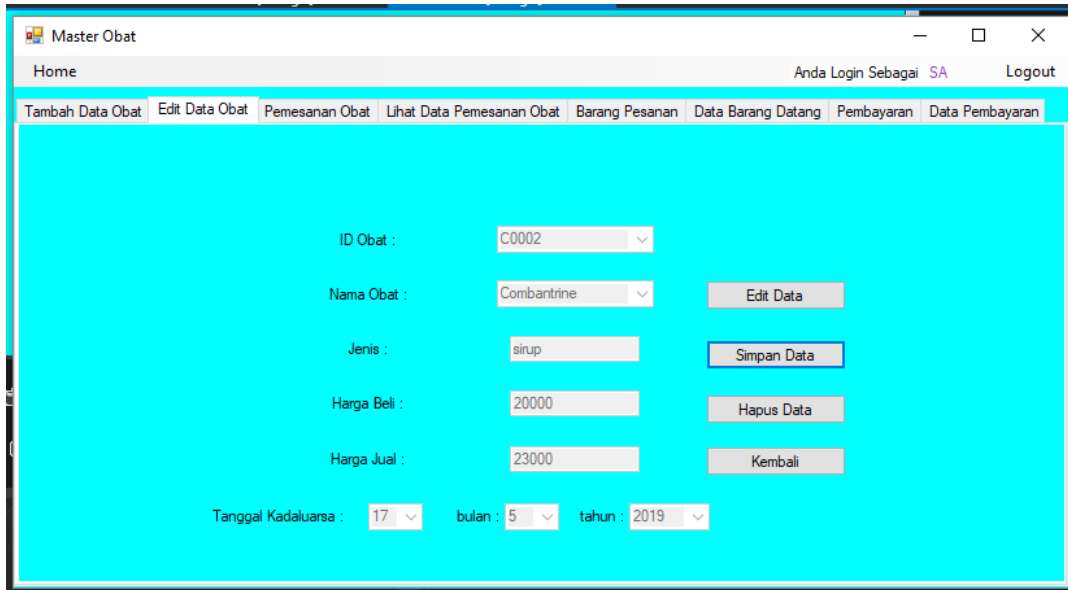 Master Obat
Home Anda Login Sebagai SA Logout
Tambah Data Obat Edit Data Obat Pemesanan Obat Lihat Data Pemesanan Obat Barang Pesanan Data Barang Datang Pembayaran Data Pembayaran
ID Obat : C0002
Nama Obat : Combantrine Edit Data
Jenis : sirup Simpan Data
Harga Beli : 20000 Hapus Data
Harga Jual : 23000 Kembali
Tanggal Kadaluarsa : 17 bulan : 5 tahun : 2019